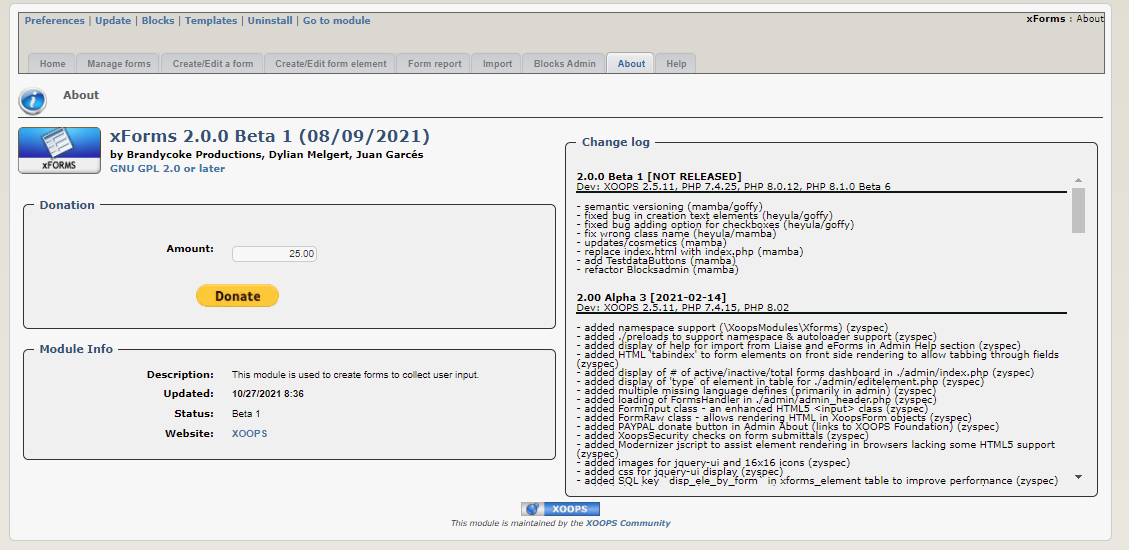 Preferences | Update | Blocks | Templates | Uninstall | Go to module
xForms : About
Home
Manage forms
Create/Edit a form
Create/Edit form element
Form report
Import
Blocks Admin
About
Help
About
xFORMS
xForms 2.0.0 Beta 1 (08/09/2021)
by Brandycoke Productions, Dylian Melgert, Juan Garcés
GNU GPL 2.0 or later
Donation
Amount: 25.00
Donate
Module Info
Description: This module is used to create forms to collect user input.
Updated: 10/27/2021 8:36
Status: Beta 1
Website: XOOPS
Change log
2.0.0 Beta 1 [NOT RELEASED]
Dev: XOOPS 2.5.11, PHP 7.4.25, PHP 8.0.12, PHP 8.1.0 Beta 6
- semantic versioning (mamba/goffy)
- fixed bug in creation text elements (heyula/goffy)
- fixed bug adding option for checkboxes (heyula/goffy)
- fix wrong class name (heyula/mamba)
- updates/cosmetics (mamba)
- replace index.html with index.php (mamba)
- add TestdataButtons (mamba)
- refactor Blocksadmin (mamba)
2.00 Alpha 3 [2021-02-14]
Dev: XOOPS 2.5.11, PHP 7.4.15, PHP 8.02
- added namespace support (\XoopsModules\Xforms) (zyspec)
- added ./preloads to support namespace & autoloader support (zyspec)
- added display of help for import from Liaise and eForms in Admin Help section (zyspec)
- added HTML 'tabindex' to form elements on front side rendering to allow tabbing through fields
(zyspec)
- added display of # of active/inactive/total forms dashboard in ./admin/index.php (zyspec)
- added display of 'type' of element in table for ./admin/editelement.php (zyspec)
- added multiple missing language defines (primarily in admin) (zyspec)
- added loading of FormsHandler in ./admin/admin_header.php (zyspec)
- added FormInput class - an enhanced HTML5 <input> class (zyspec)
- added FormRaw class - allows rendering HTML in XoopsForm objects (zyspec)
- added PAYPAL donate button in Admin About (links to XOOPS Foundation) (zyspec)
- added XoopsSecurity checks on form submittals (zyspec)
- added Modernizer jscript to assist element rendering in browsers lacking some HTML5 support
(zyspec)
- added images for jquery-ui and 16x16 icons (zyspec)
- added css for jquery-ui display (zyspec)
- added SQL key `disp_ele_by_form` in xforms_element table to improve performance (zyspec)
XOOPS
This module is maintained by the XOOPS Community